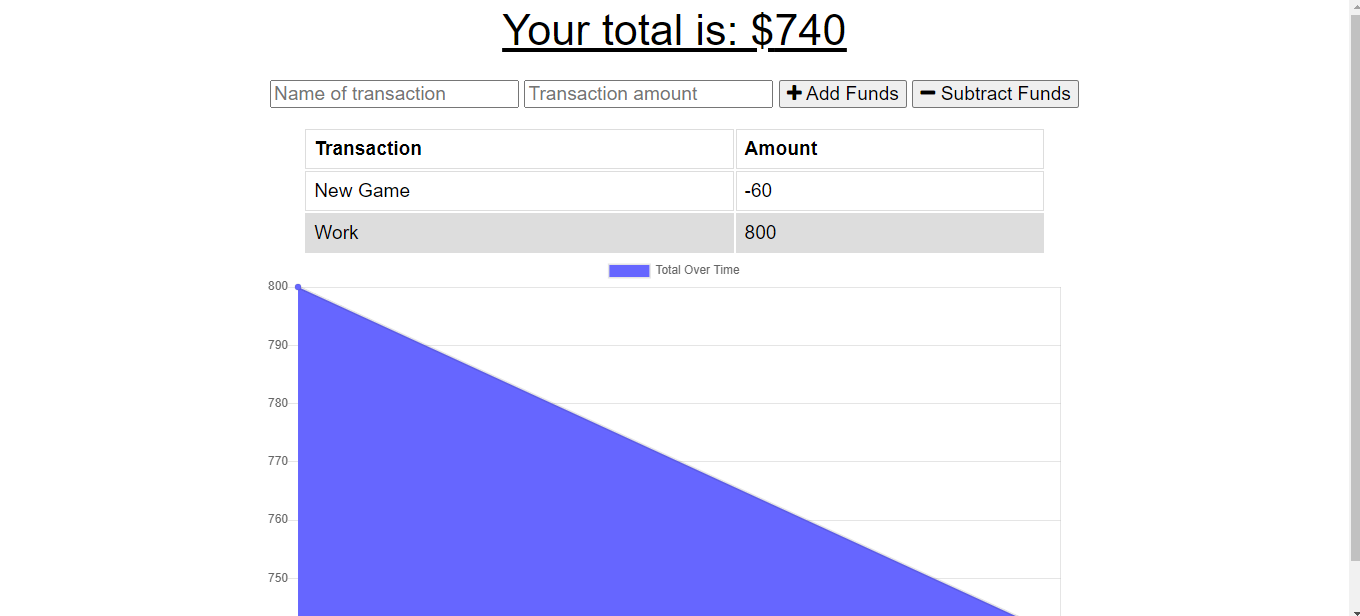 Your total is: $740
Name of transaction Transaction amount Add Funds Subtract Funds
Transaction Amount
New Game -60
Work 800
Total Over Time
800
790
780
770
760
750